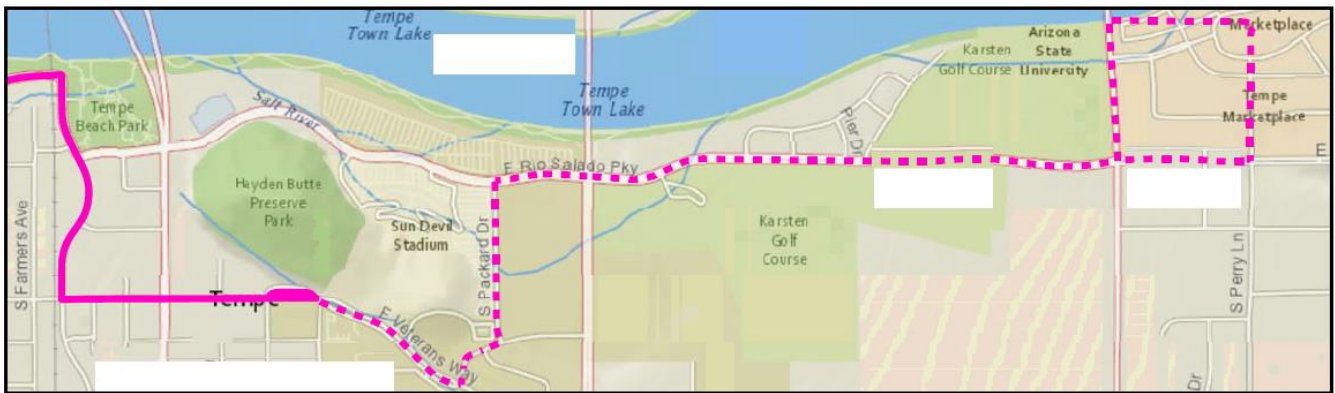 Tempe
Town Lake
Arizona
State
University
Karsten
Golf Course
Marketplace
Tempe
Beach Park
Salt River
Tempe
Town Lake
Pier Dr
Tempe
Marketplace
E Rio Salado Pky
E
Hayden Butte
Preserve
Park
Sun Devil
Stadium
S Farmers Ave
S Packard Dr
Karsten
Golf
Course
S Perry Ln
Tempe
E Veterans Way
Dr